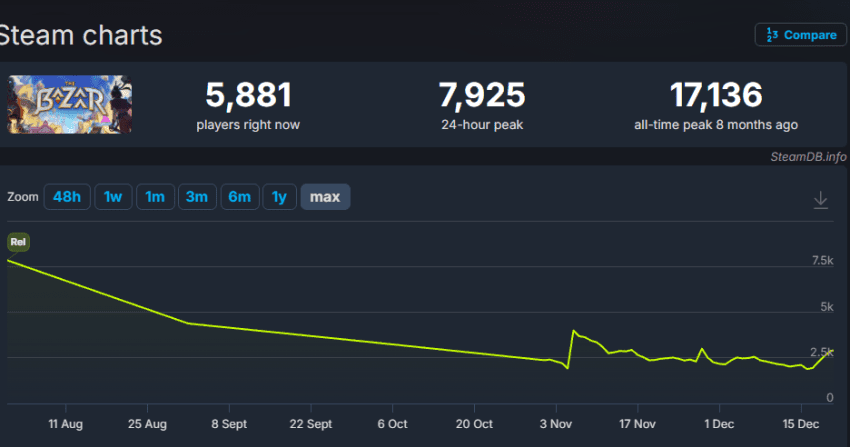 Steam charts
Compare
THE BAZAAR
5,881
players right now
7,925
24-hour peak
17,136
all-time peak 8 months ago
SteamDB.info
Zoom 48h 1w 1m 3m 6m 1y max
Rel
7.5k
5k
2.5k
0
11 Aug 25 Aug 8 Sept 22 Sept 6 Oct 20 Oct 3 Nov 17 Nov 1 Dec 15 Dec